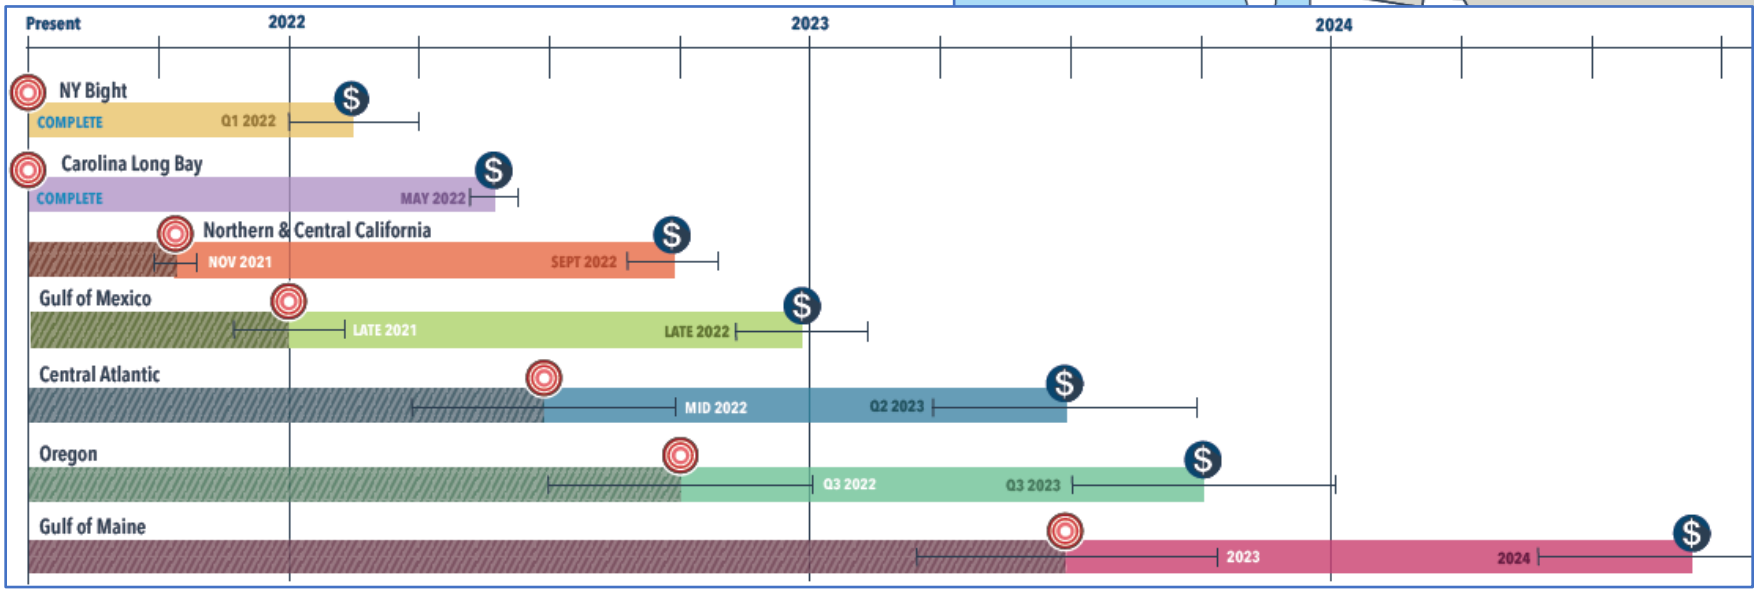 Present 2022 2023 2024
NY Bight
$
COMPLETE Q1 2022
Carolina Long Bay
$
COMPLETE MAY 2022
Northern & Central California
$
NOV 2021 SEPT 2022
Gulf of Mexico
$
LATE 2021 LATE 2022
Central Atlantic
$
MID 2022 Q2 2023
Oregon
$
Q3 2022 Q3 2023
Gulf of Maine
$
2023 2024